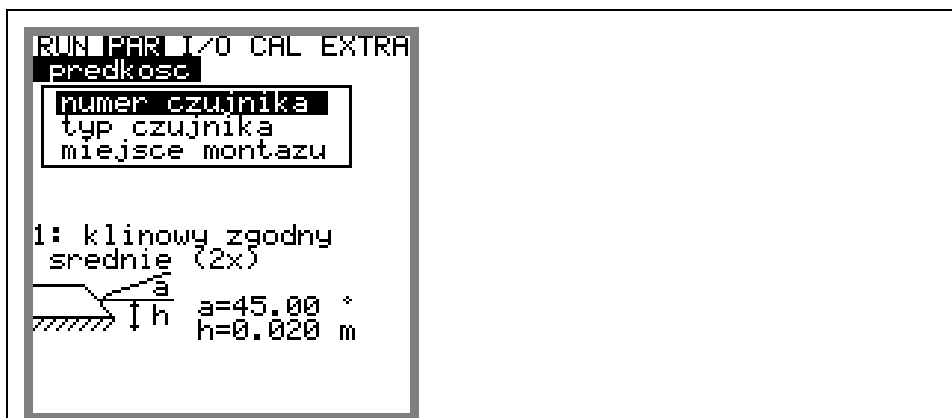 RUN PAR I/O CAL EXTRA
predkosc
numer czujnika
typ czujnika
miejsce montazu
1: klinowy zgodny
srednie (2x)
a
h
a=45.00 °
h=0.020 m